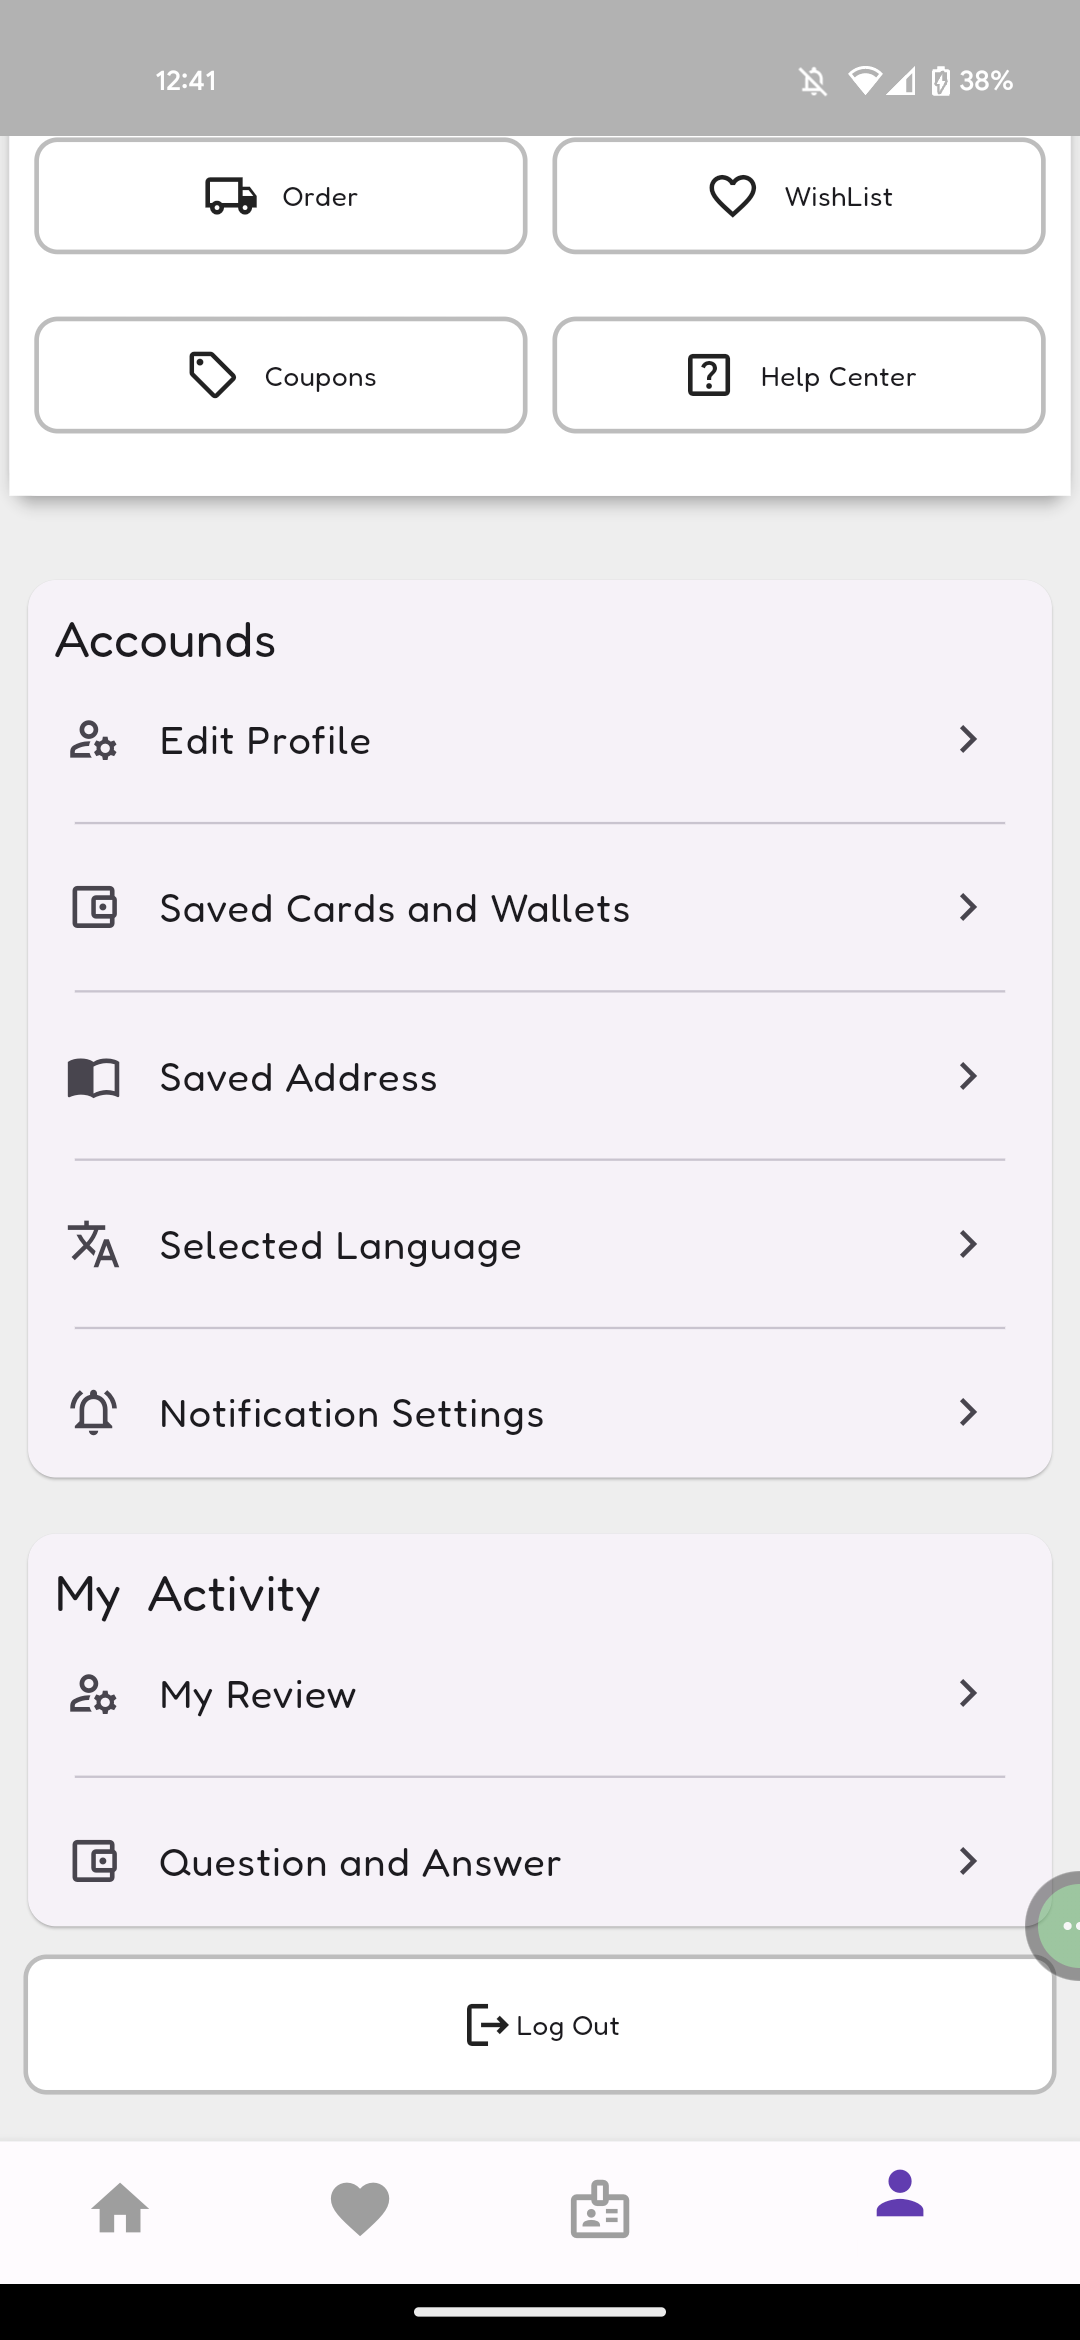 12:41 38%
Order WishList
Coupons Help Center
Accounds
Edit Profile
Saved Cards and Wallets
Saved Address
Selected Language
Notification Settings
My Activity
My Review
Question and Answer
Log Out